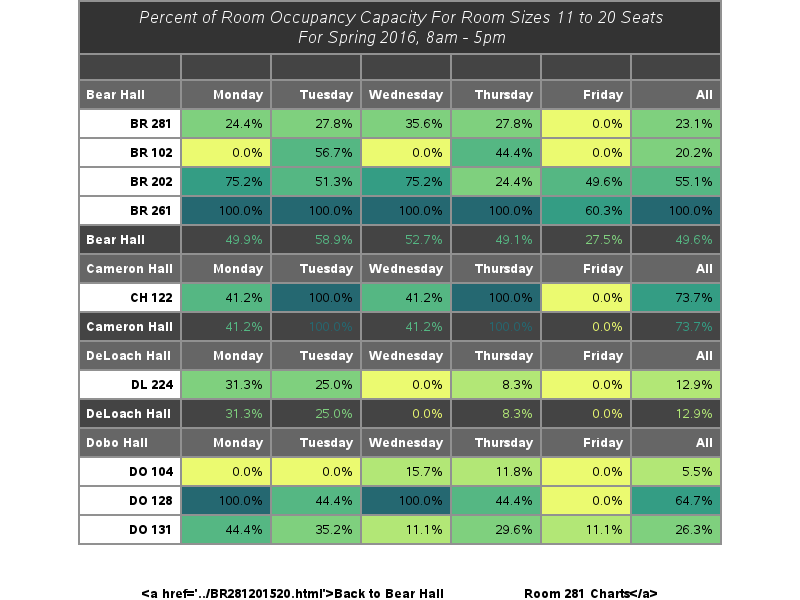 Percent of Room Occupancy Capacity For Room Sizes 11 to 20 Seats
For Spring 2016, 8am - 5pm
Bear Hall Monday Tuesday Wednesday Thursday Friday All
BR 281 24.4% 27.8% 35.6% 27.8% 0.0% 23.1%
BR 102 0.0% 56.7% 0.0% 44.4% 0.0% 20.2%
BR 202 75.2% 51.3% 75.2% 24.4% 49.6% 55.1%
BR 261 100.0% 100.0% 100.0% 100.0% 60.3% 100.0%
Bear Hall 49.9% 58.9% 52.7% 49.1% 27.5% 49.6%
Cameron Hall Monday Tuesday Wednesday Thursday Friday All
CH 122 41.2% 100.0% 41.2% 100.0% 0.0% 73.7%
Cameron Hall 41.2% 100.0% 41.2% 100.0% 0.0% 73.7%
DeLoach Hall Monday Tuesday Wednesday Thursday Friday All
DL 224 31.3% 25.0% 0.0% 8.3% 0.0% 12.9%
DeLoach Hall 31.3% 25.0% 0.0% 8.3% 0.0% 12.9%
Dobo Hall Monday Tuesday Wednesday Thursday Friday All
DO 104 0.0% 0.0% 15.7% 11.8% 0.0% 5.5%
DO 128 100.0% 44.4% 100.0% 44.4% 0.0% 64.7%
DO 131 44.4% 35.2% 11.1% 29.6% 11.1% 26.3%
<a href='../BR281201520.html'>Back to Bear Hall Room 281 Charts</a>